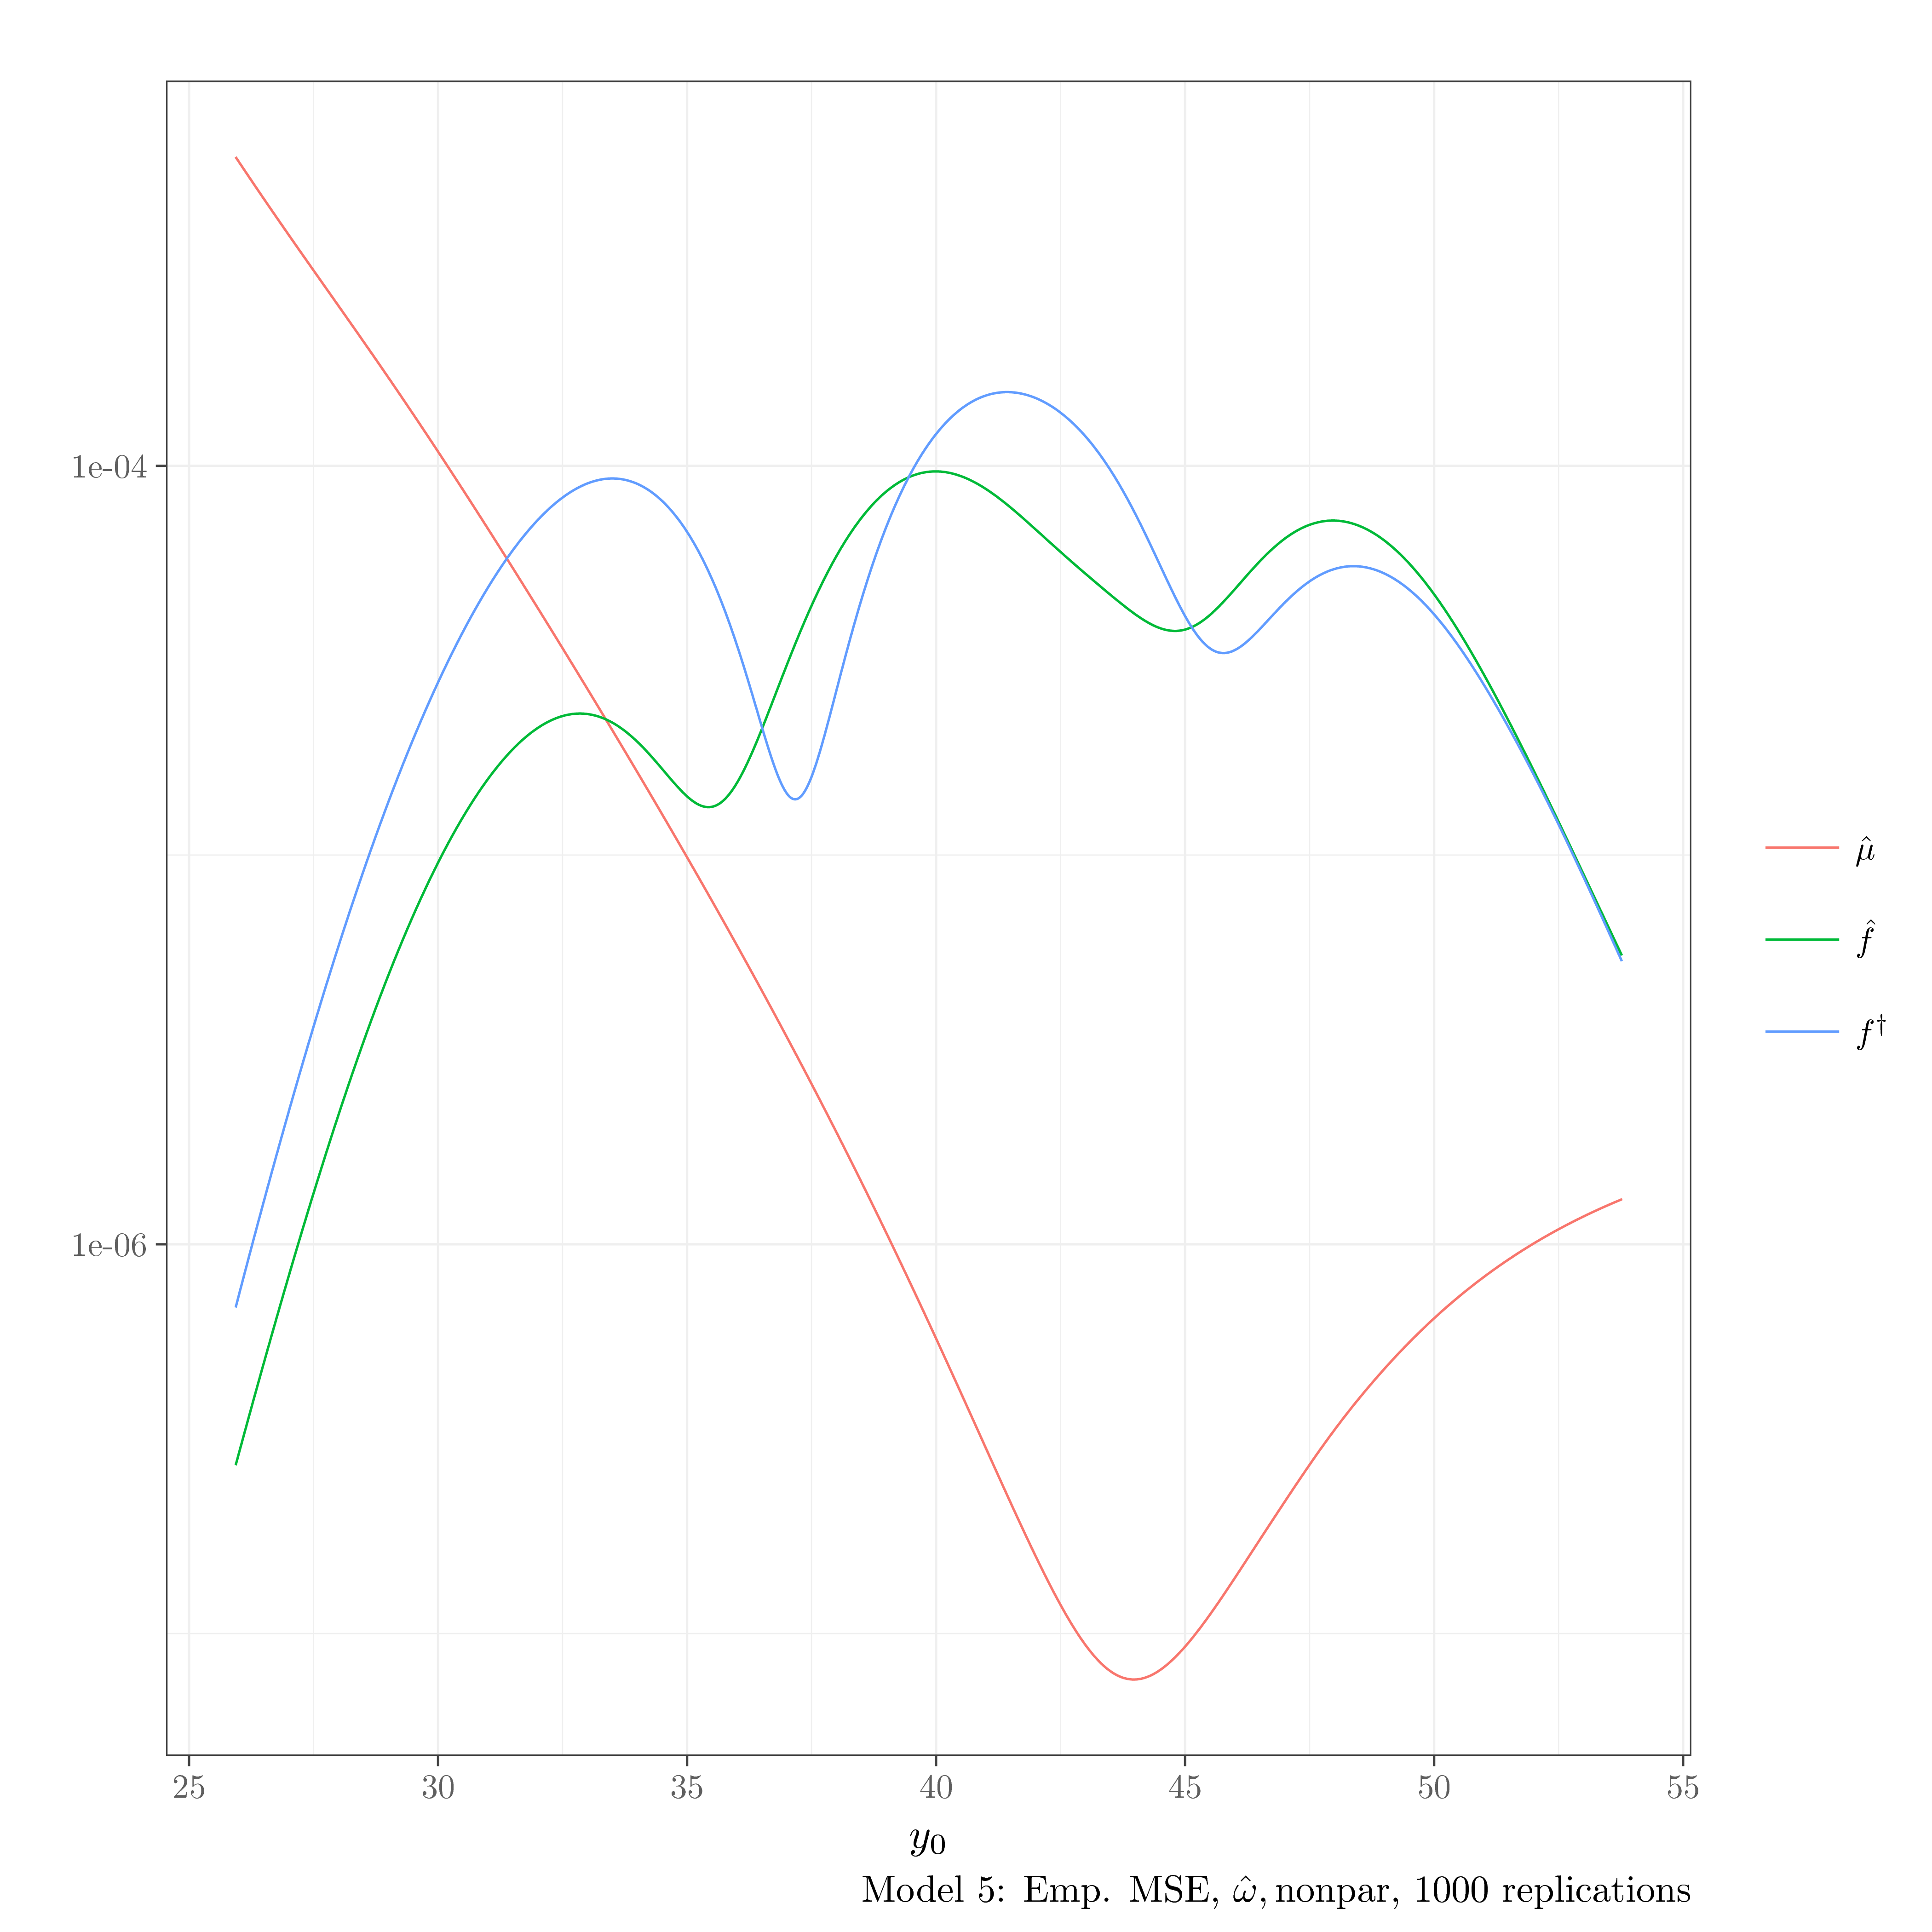 1e-04
1e-06
25 30 35 40 45 50 55
y₀
μ̂
f̂
f†
Model 5: Emp. MSE, ω̂, nonpar, 1000 replications